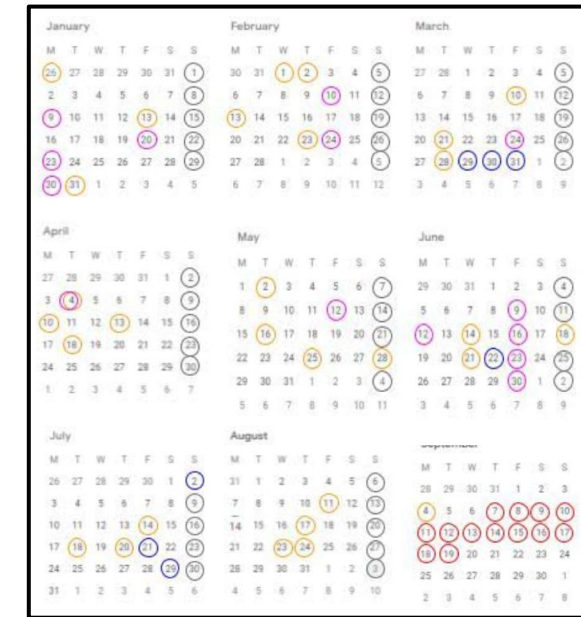 January
M T W T F S S
26 27 28 29 30 31 1
2 3 4 5 6 7 8
9 10 11 12 13 14 15
16 17 18 19 20 21 22
23 24 25 26 27 28 29
30 31 1 2 3 4 5
February
M T W T F S S
30 31 1 2 3 4 5
6 7 8 9 10 11 12
13 14 15 16 17 18 19
20 21 22 23 24 25 26
27 28 1 2 3 4 5
6 7 8 9 10 11 12
March
M T W T F S S
27 28 1 2 3 4 5
6 7 8 9 10 11 12
13 14 15 16 17 18 19
20 21 22 23 24 25 26
27 28 29 30 31 1 2
3 4 5 6 7 8 9
April
M T W T F S S
27 28 29 30 31 1 2
3 4 5 6 7 8 9
10 11 12 13 14 15 16
17 18 19 20 21 22 23
24 25 26 27 28 29 30
1 2 3 4 5 6 7
May
M T W T F S S
1 2 3 4 5 6 7
8 9 10 11 12 13 14
15 16 17 18 19 20 21
22 23 24 25 26 27 28
29 30 31 1 2 3 4
5 6 7 8 9 10 11
June
M T W T F S S
29 30 31 1 2 3 4
5 6 7 8 9 10 11
12 13 14 15 16 17 18
19 20 21 22 23 24 25
26 27 28 29 30 1 2
3 4 5 6 7 8 9
July
M T W T F S S
26 27 28 29 30 1 2
3 4 5 6 7 8 9
10 11 12 13 14 15 16
17 18 19 20 21 22 23
24 25 26 27 28 29 30
31 1 2 3 4 5 6
August
M T W T F S S
31 1 2 3 4 5 6
7 8 9 10 11 12 13
14 15 16 17 18 19 20
21 22 23 24 25 26 27
28 29 30 31 1 2 3
4 5 6 7 8 9 10
September
M T W T F S S
28 29 30 31 1 2 3
4 5 6 7 8 9 10
11 12 13 14 15 16 17
18 19 20 21 22 23 24
25 26 27 28 29 30 1
2 3 4 5 6 7 8